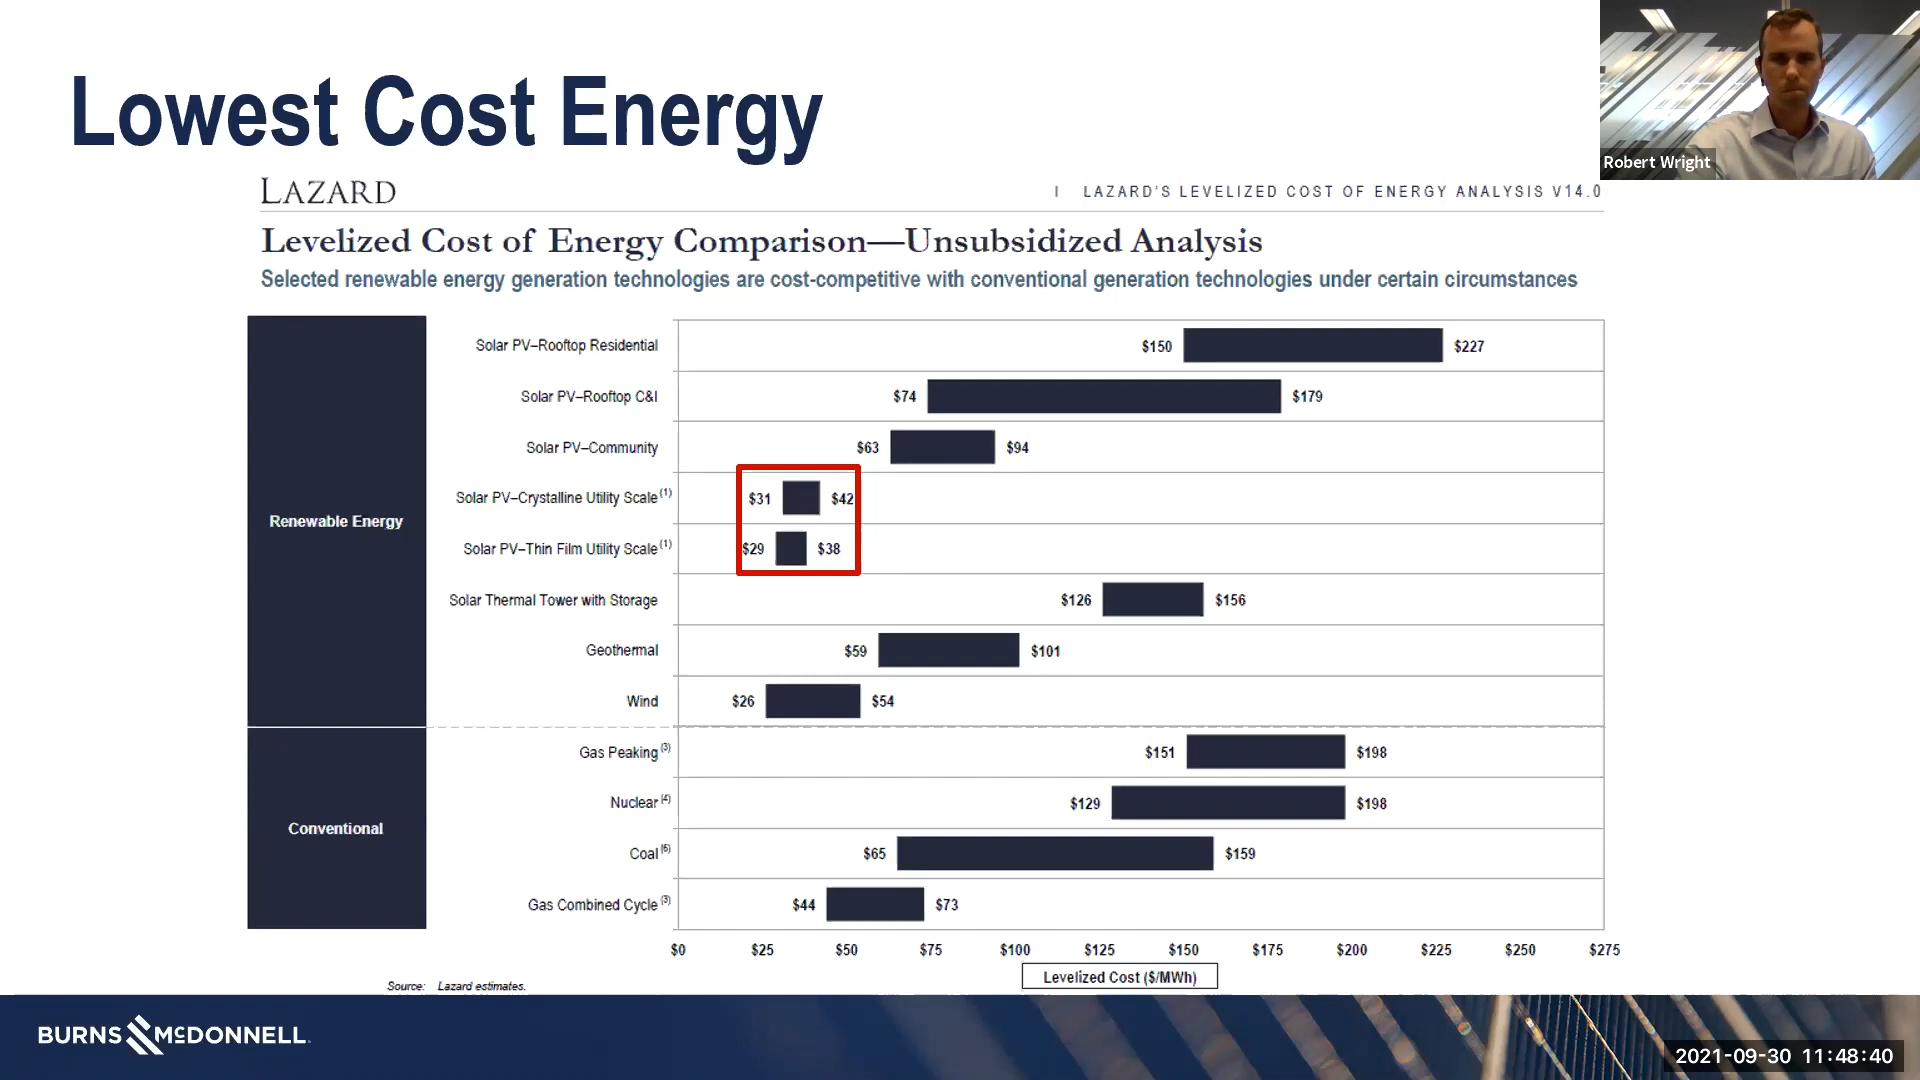 Lowest Cost Energy
Robert Wright
LAZARD
I LAZARD'S LEVELIZED COST OF ENERGY ANALYSIS V14.0
Levelized Cost of Energy Comparison—Unsubsidized Analysis
Selected renewable energy generation technologies are cost-competitive with conventional generation technologies under certain circumstances
Solar PV–Rooftop Residential $150 $227
Solar PV–Rooftop C&I $74 $179
Solar PV–Community $63 $94
Solar PV–Crystalline Utility Scale (1) $31 $42
Renewable Energy
Solar PV–Thin Film Utility Scale (1) $29 $38
Solar Thermal Tower with Storage $126 $156
Geothermal $59 $101
Wind $26 $54
Gas Peaking (3) $151 $198
Nuclear (4) $129 $198
Conventional
Coal (6) $65 $159
Gas Combined Cycle (3) $44 $73
$0 $25 $50 $75 $100 $125 $150 $175 $200 $225 $250 $275
Levelized Cost ($/MWh)
Source: Lazard estimates.
BURNS McDONNELL.
2021-09-30 11:48:40